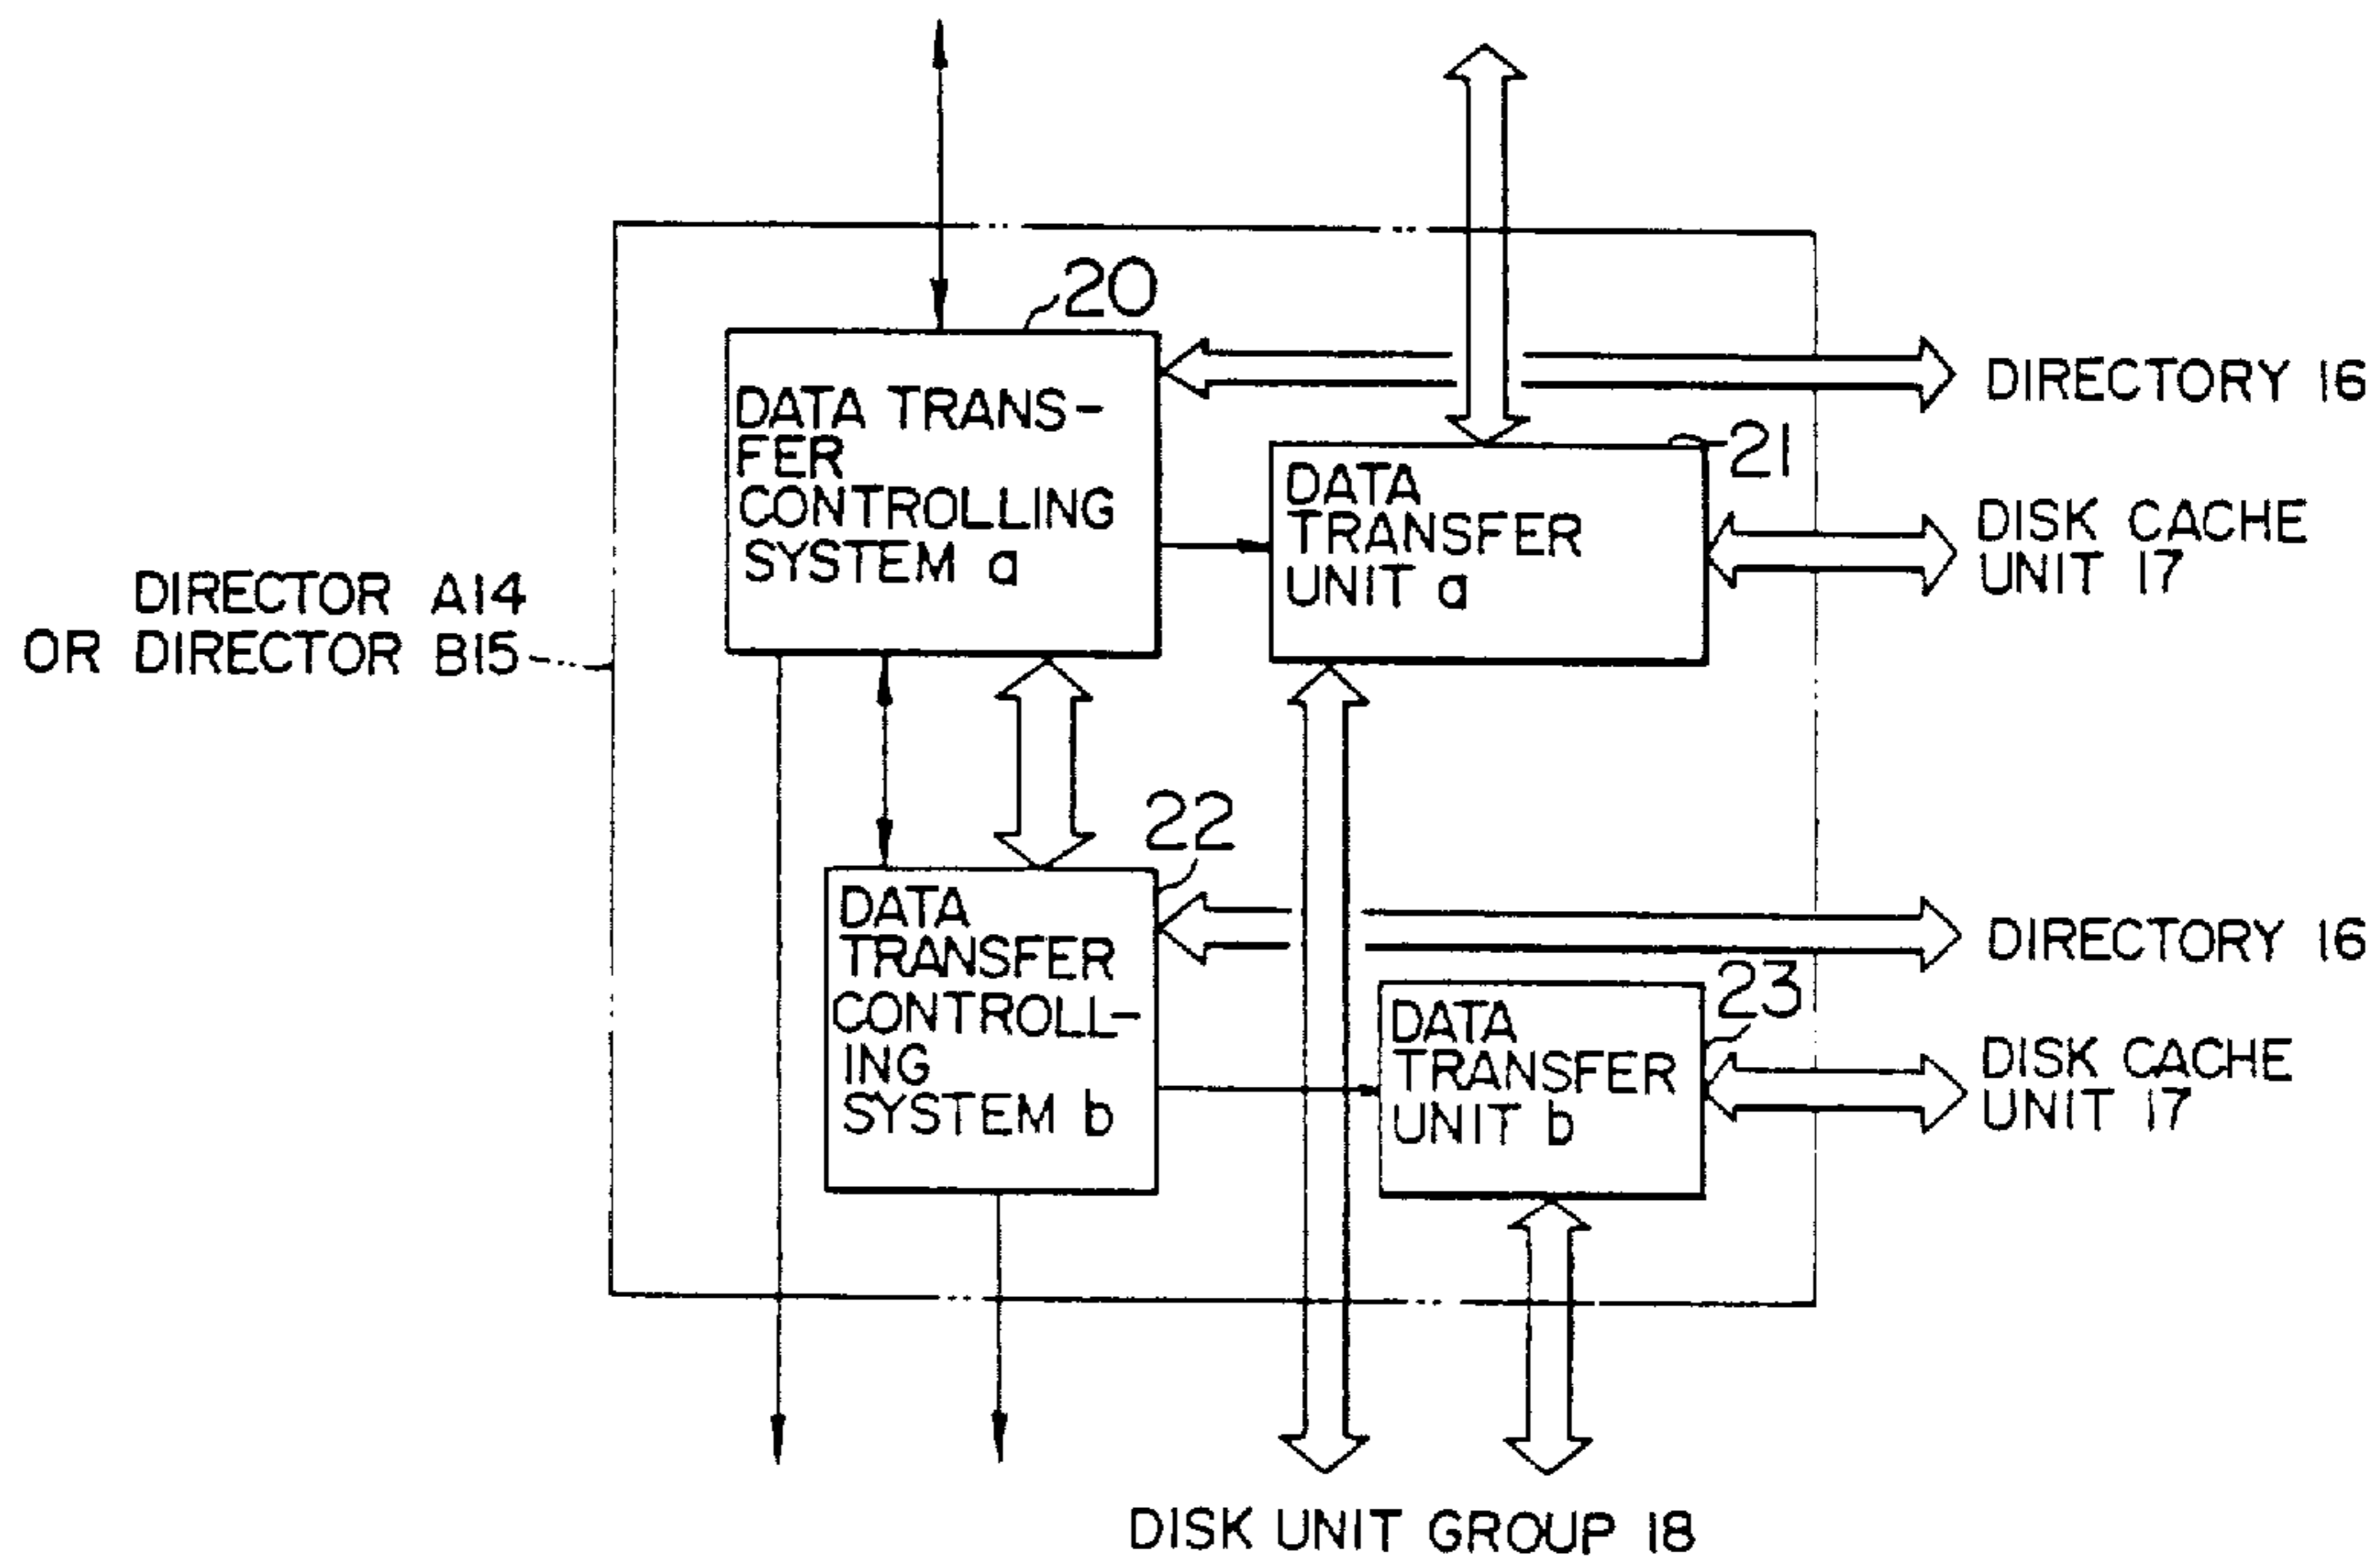 20
DATA TRANS-
FER
CONTROLLING
SYSTEM a
DIRECTORY 16
21
DATA
TRANSFER
UNIT a
DISK CACHE
UNIT 17
DIRECTOR A14
OR DIRECTOR B15
22
DATA
TRANSFER
CONTROLL-
ING
SYSTEM b
DIRECTORY 16
23
DATA
TRANSFER
UNIT b
DISK CACHE
UNIT 17
DISK UNIT GROUP 18